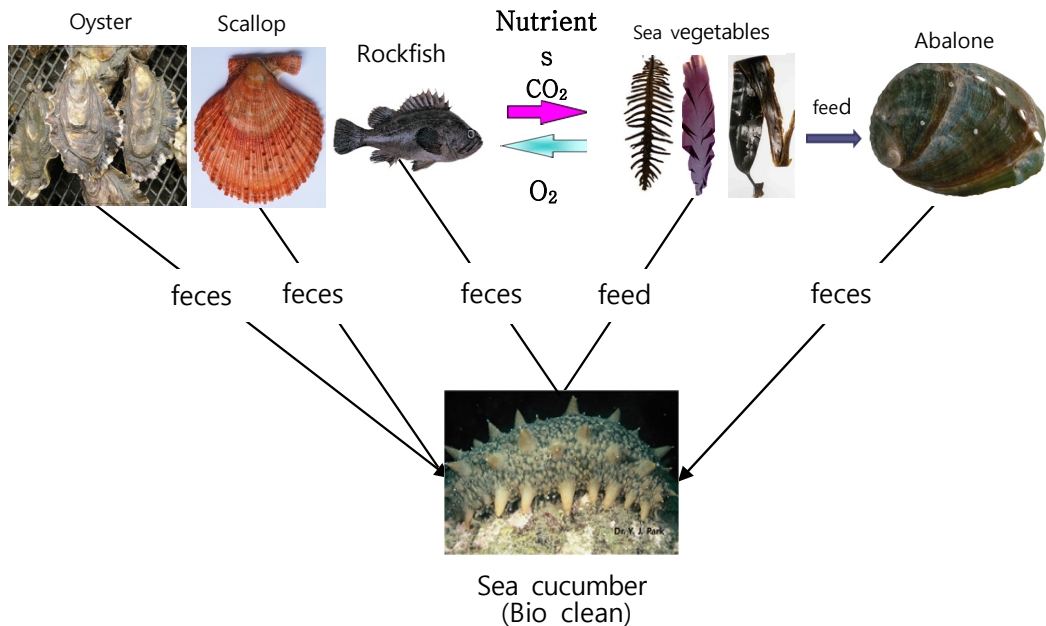 Oyster
Scallop
Rockfish
Nutrient
s
CO₂
O₂
Sea vegetables
feed
Abalone
feces
feces
feces
feed
feces
Dr. Y. J. Park
Sea cucumber
(Bio clean)